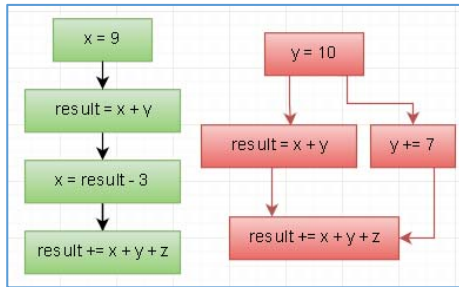 x = 9
result = x + y
x = result - 3
result += x + y + z
y = 10
result = x + y
y += 7
result += x + y + z